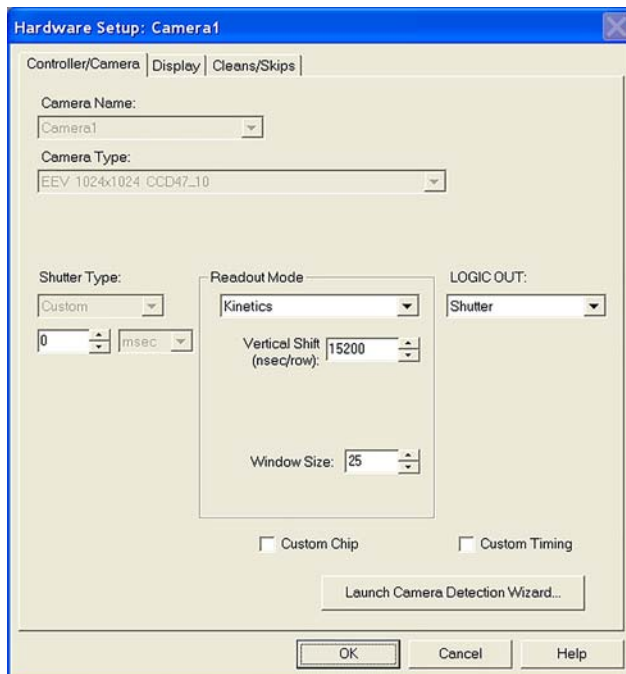 Hardware Setup: Camera1
Controller/Camera Display Cleans/Skips
Camera Name:
Camera1
Camera Type:
EEV 1024x1024 CCD47_10
Shutter Type:
Custom
0 msec
Readout Mode
Kinetics
Vertical Shift
(nsec/row):
15200
Window Size: 25
LOGIC OUT:
Shutter
Custom Chip
Custom Timing
Launch Camera Detection Wizard...
OK Cancel Help